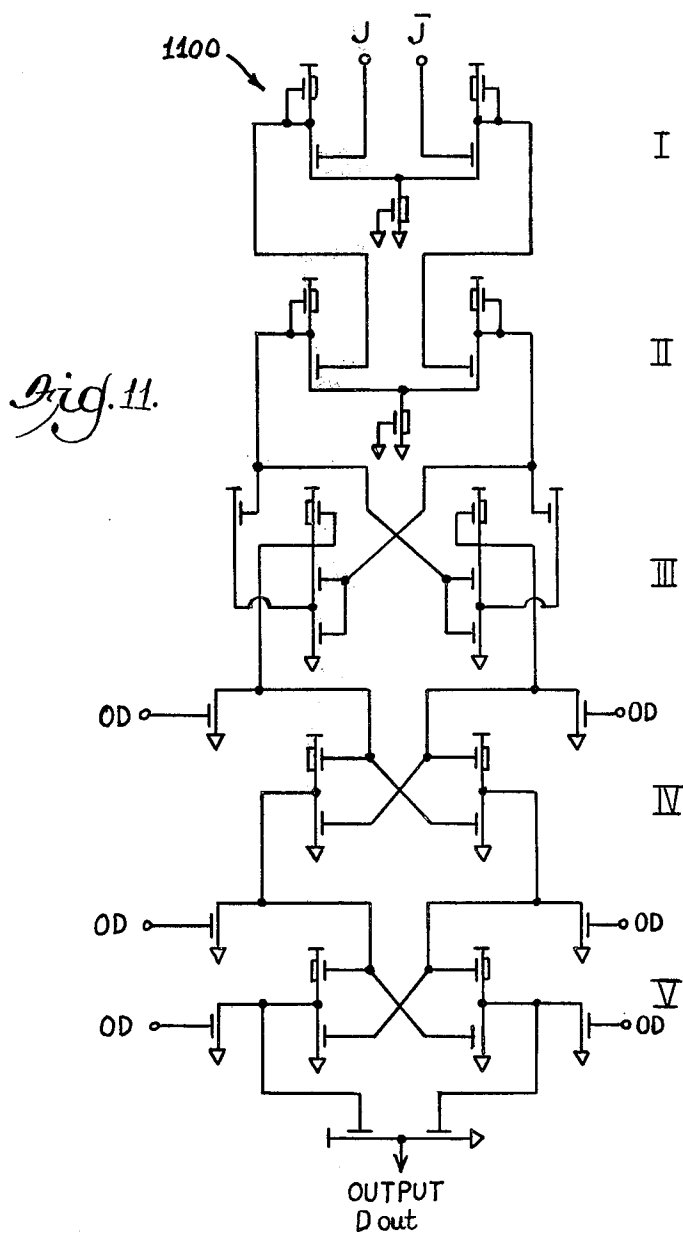 J J̅
1100
I
II
Fig. 11.
III
OD OD
IV
OD OD
V
OD OD
OUTPUT
D out